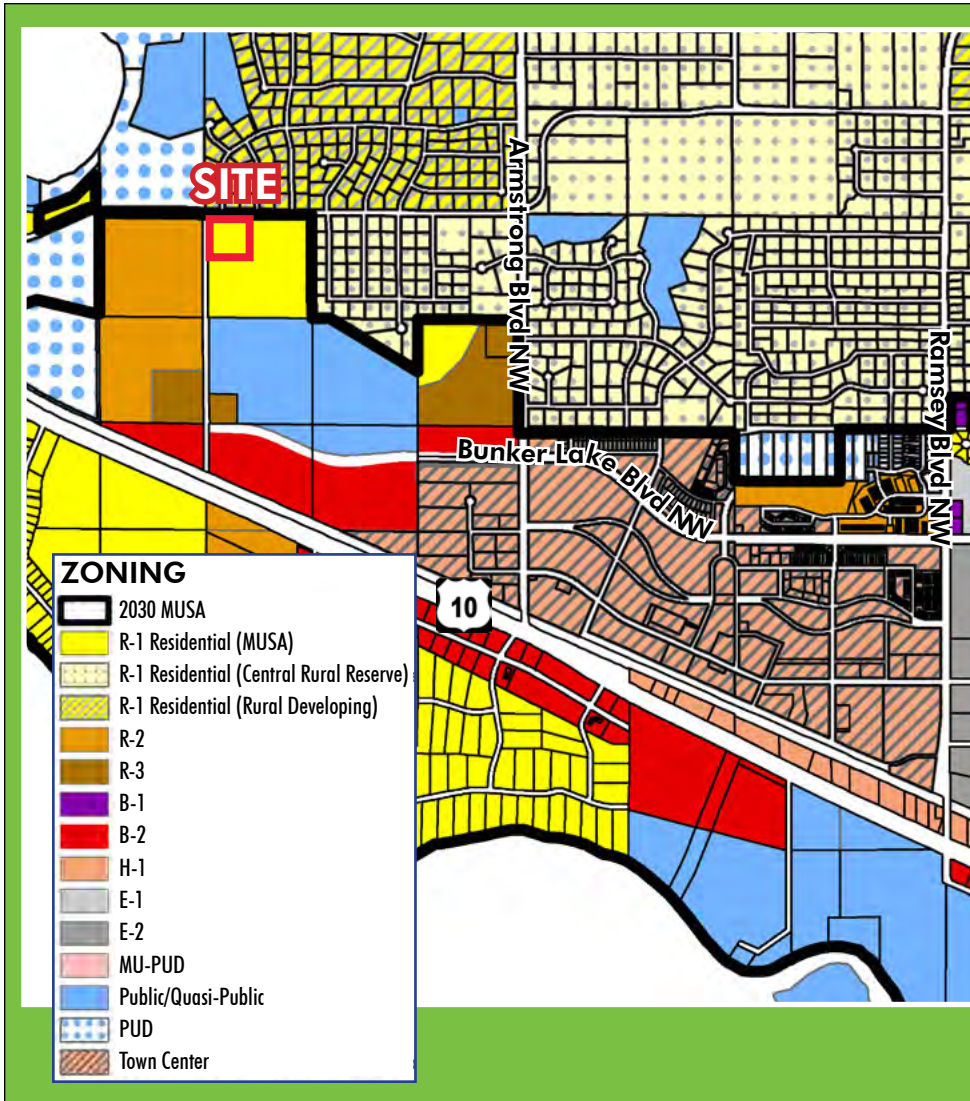 SITE
Armstrong Blvd NW
Ramsey Blvd NW
Bunker Lake Blvd NW
10
ZONING
2030 MUSA
R-1 Residential (MUSA)
R-1 Residential (Central Rural Reserve)
R-1 Residential (Rural Developing)
R-2
R-3
B-1
B-2
H-1
E-1
E-2
MU-PUD
Public/Quasi-Public
PUD
Town Center